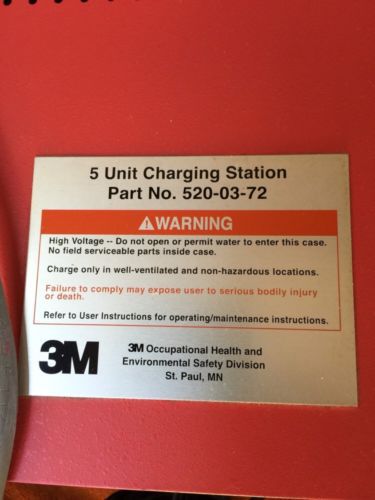 5 Unit Charging Station
Part No. 520-03-72
WARNING
High Voltage -- Do not open or permit water to enter this case.
No field serviceable parts inside case.
Charge only in well-ventilated and non-hazardous locations.
Failure to comply may expose user to serious bodily injury
or death.
Refer to User Instructions for operating/maintenance instructions.
3M
3M Occupational Health and
Environmental Safety Division
St. Paul, MN